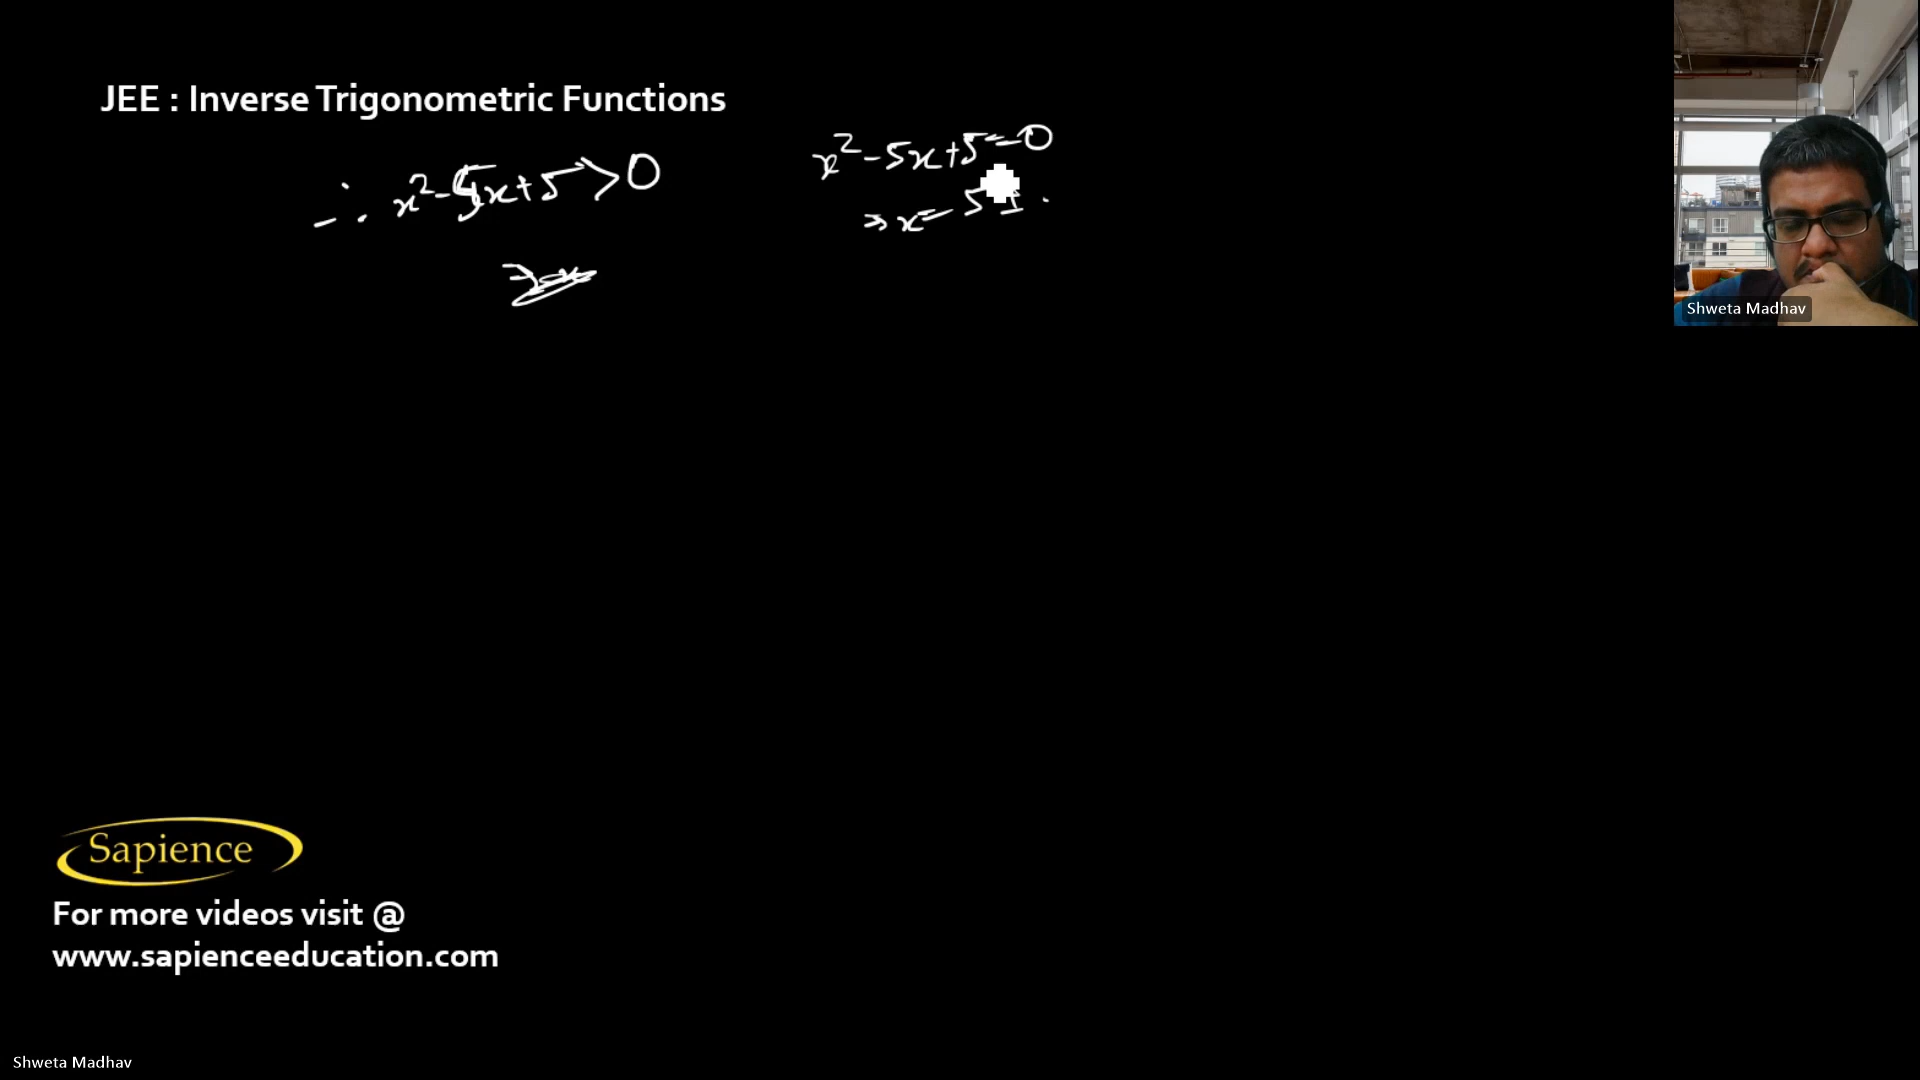 JEE : Inverse Trigonometric Functions
∴ x²-5x+5>0
x²-5x+5=0
⇒x= 5±
Shweta Madhav
Sapience
For more videos visit @
www.sapienceeducation.com
Shweta Madhav